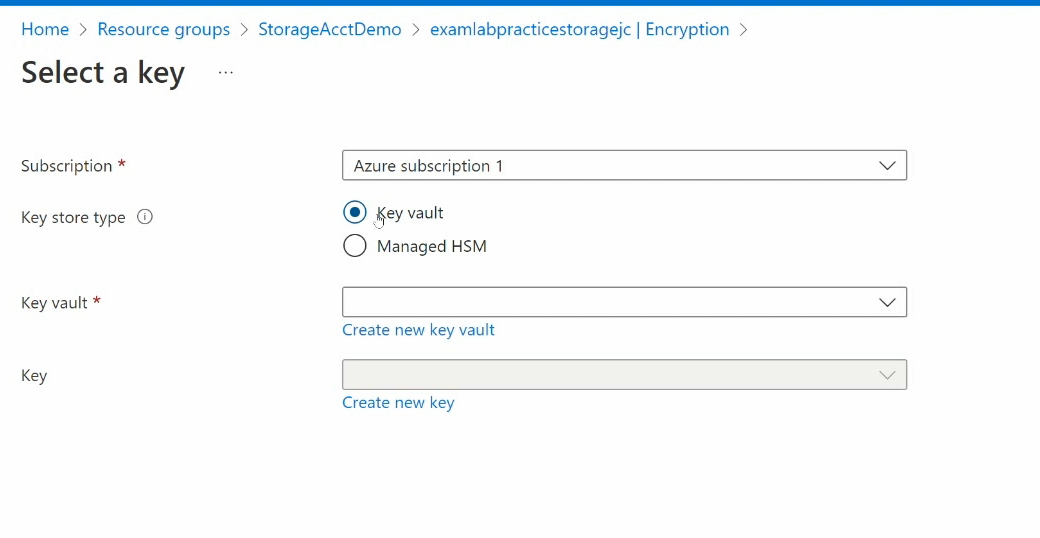 Home > Resource groups > StorageAcctDemo > examlabpracticestoragejc | Encryption >
Select a key ...
Subscription * Azure subscription 1
Key store type Key vault
Managed HSM
Key vault *
Create new key vault
Key
Create new key